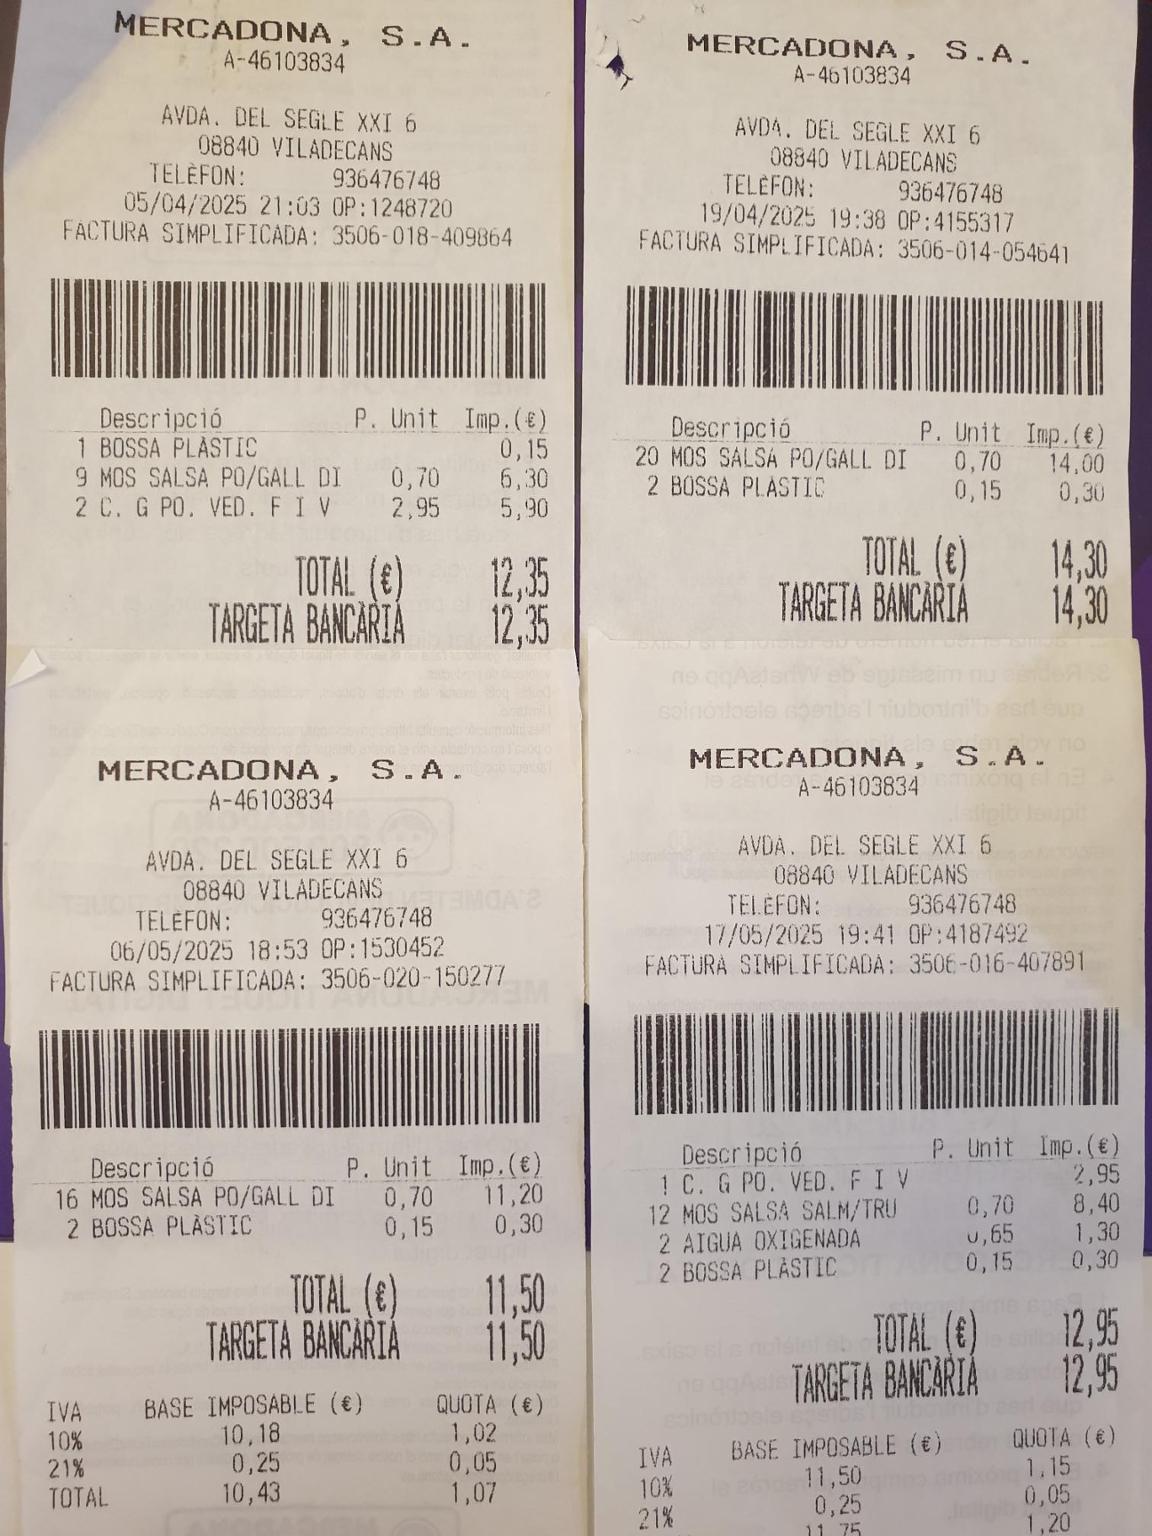 MERCADONA, S.A.
A-46103834
AVDA. DEL SEGLE XXI 6
08840 VILADECANS
TELÈFON: 936476748
05/04/2025 21:03 OP:1248720
FACTURA SIMPLIFICADA: 3506-018-409864
Descripció P. Unit Imp.(€)
1 BOSSA PLÀSTIC 0,15
9 MOS SALSA PO/GALL DI 0,70 6,30
2 C. G PO. VED. F I V 2,95 5,90
TOTAL (€) 12,35
TARGETA BANCÀRIA 12,35
MERCADONA, S.A.
A-46103834
AVDA. DEL SEGLE XXI 6
08840 VILADECANS
TELÈFON: 936476748
19/04/2025 19:38 OP:4155317
FACTURA SIMPLIFICADA: 3506-014-054641
Descripció P. Unit Imp.(€)
20 MOS SALSA PO/GALL DI 0,70 14,00
2 BOSSA PLÀSTIC 0,15 0,30
TOTAL (€) 14,30
TARGETA BANCÀRIA 14,30
MERCADONA, S.A.
A-46103834
AVDA. DEL SEGLE XXI 6
08840 VILADECANS
TELÈFON: 936476748
06/05/2025 18:53 OP:1530452
FACTURA SIMPLIFICADA: 3506-020-150277
Descripció P. Unit Imp.(€)
16 MOS SALSA PO/GALL DI 0,70 11,20
2 BOSSA PLÀSTIC 0,15 0,30
TOTAL (€) 11,50
TARGETA BANCÀRIA 11,50
IVA BASE IMPOSABLE (€) QUOTA (€)
10% 10,18 1,02
21% 0,25 0,05
TOTAL 10,43 1,07
MERCADONA, S.A.
A-46103834
AVDA. DEL SEGLE XXI 6
08840 VILADECANS
TELÈFON: 936476748
17/05/2025 19:41 OP:4187492
FACTURA SIMPLIFICADA: 3506-016-407891
Descripció P. Unit Imp.(€)
1 C. G PO. VED. F I V 2,95
12 MOS SALSA SALM/TRU 0,70 8,40
2 AIGUA OXIGENADA 0,65 1,30
2 BOSSA PLÀSTIC 0,15 0,30
TOTAL (€) 12,95
TARGETA BANCÀRIA 12,95
IVA BASE IMPOSABLE (€) QUOTA (€)
10% 11,50 1,15
21% 0,25 0,05
11,75 1,20